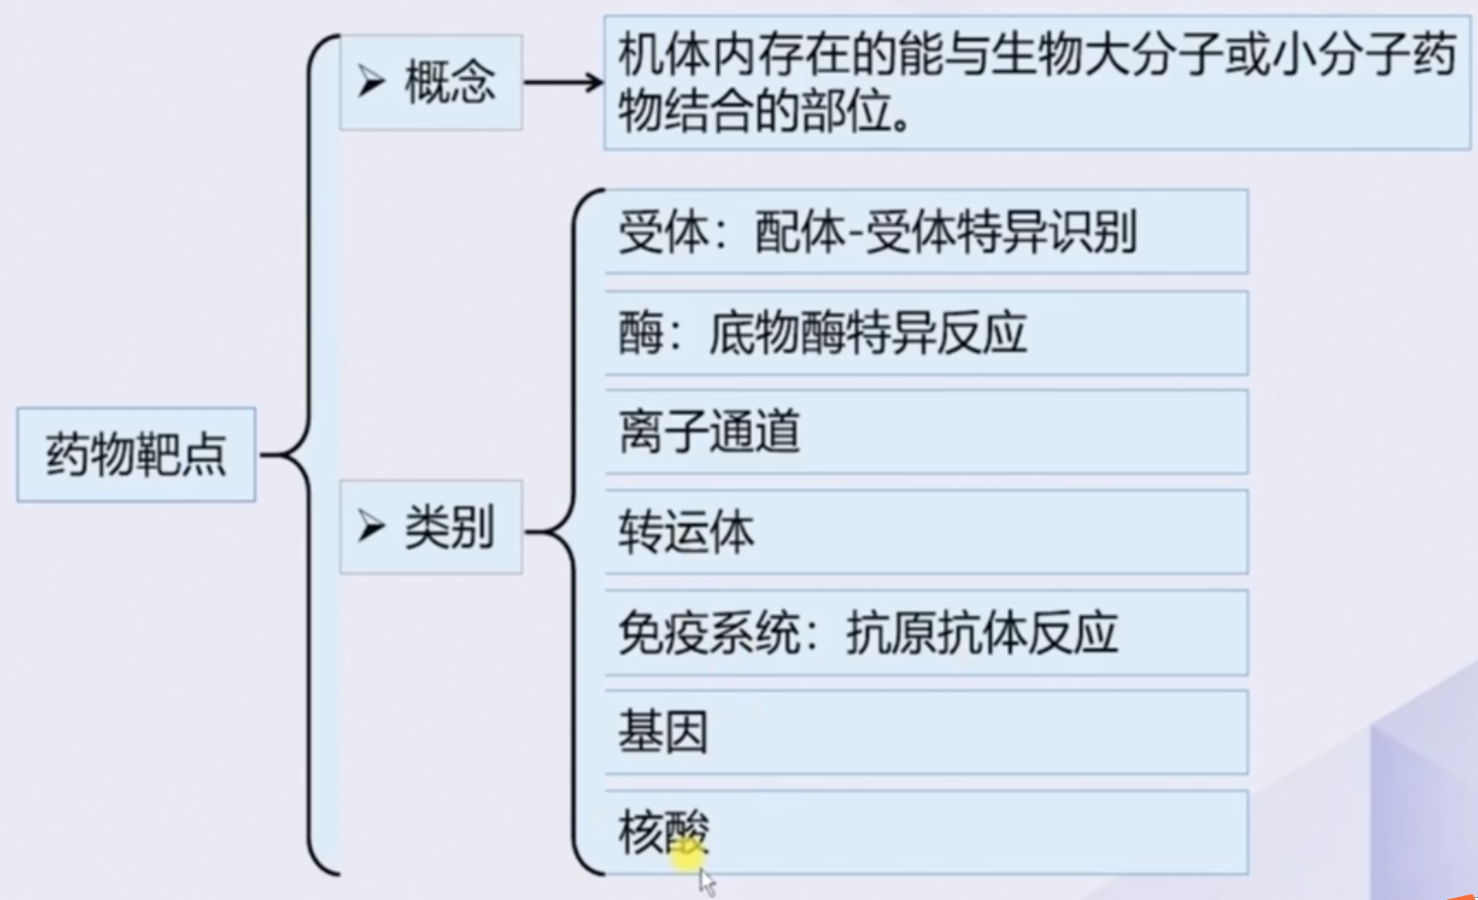 药物靶点
概念
机体内存在的能与生物大分子或小分子药
物结合的部位。
类别
受体：配体-受体特异识别
酶：底物酶特异反应
离子通道
转运体
免疫系统：抗原抗体反应
基因
核酸